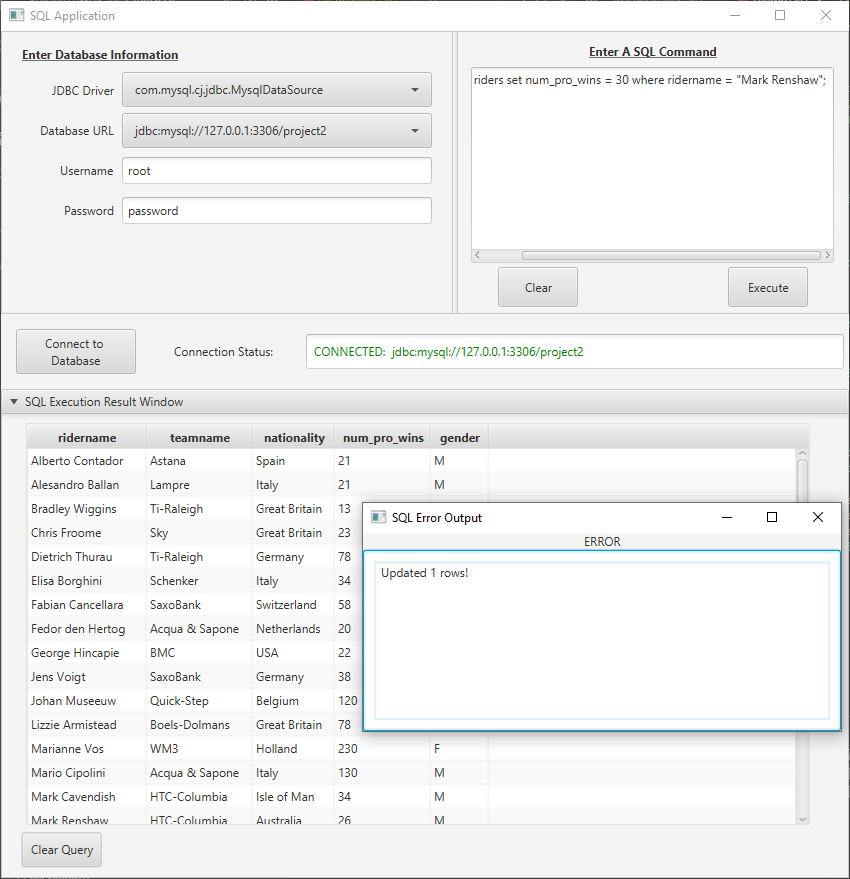 SQL Application
Enter Database Information
JDBC Driver com.mysql.cj.jdbc.MysqlDataSource
Database URL jdbc:mysql://127.0.0.1:3306/project2
Username root
Password password
Enter A SQL Command
riders set num_pro_wins = 30 where ridername = "Mark Renshaw";
Clear Execute
Connect to
Database
Connection Status: CONNECTED: jdbc:mysql://127.0.0.1:3306/project2
SQL Execution Result Window
ridername teamname nationality num_pro_wins gender
Alberto Contador Astana Spain 21 M
Alesandro Ballan Lampre Italy 21 M
Bradley Wiggins Ti-Raleigh Great Britain 13
Chris Froome Sky Great Britain 23
Dietrich Thurau Ti-Raleigh Germany 78
Elisa Borghini Schenker Italy 34
Fabian Cancellara SaxoBank Switzerland 58
Fedor den Hertog Acqua & Sapone Netherlands 20
George Hincapie BMC USA 22
Jens Voigt SaxoBank Germany 38
Johan Museeuw Quick-Step Belgium 120
Lizzie Armistead Boels-Dolmans Great Britain 78
Marianne Vos WM3 Holland 230 F
Mario Cipolini Acqua & Sapone Italy 130 M
Mark Cavendish HTC-Columbia Isle of Man 34 M
Mark Renshaw HTC-Columbia Australia 26 M
SQL Error Output
ERROR
Updated 1 rows!
Clear Query